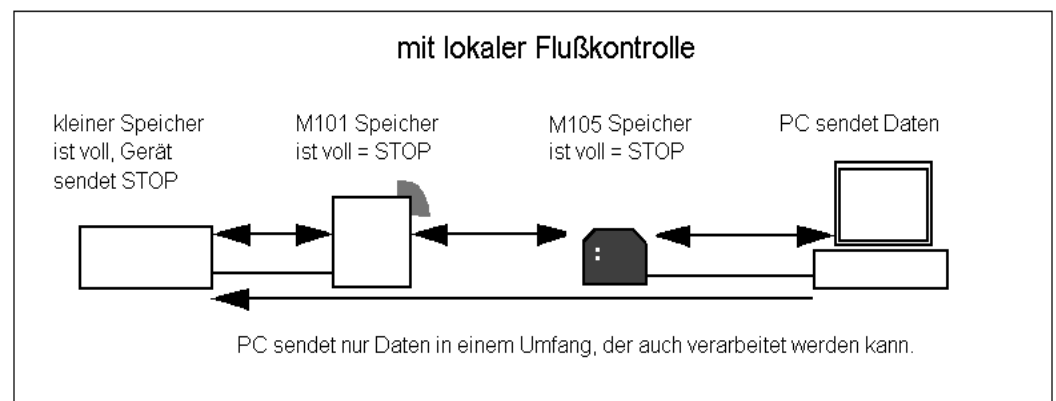 mit lokaler Flußkontrolle
kleiner Speicher
ist voll, Gerät
sendet STOP
M101 Speicher
ist voll = STOP
M105 Speicher
ist voll = STOP
PC sendet Daten
PC sendet nur Daten in einem Umfang, der auch verarbeitet werden kann.